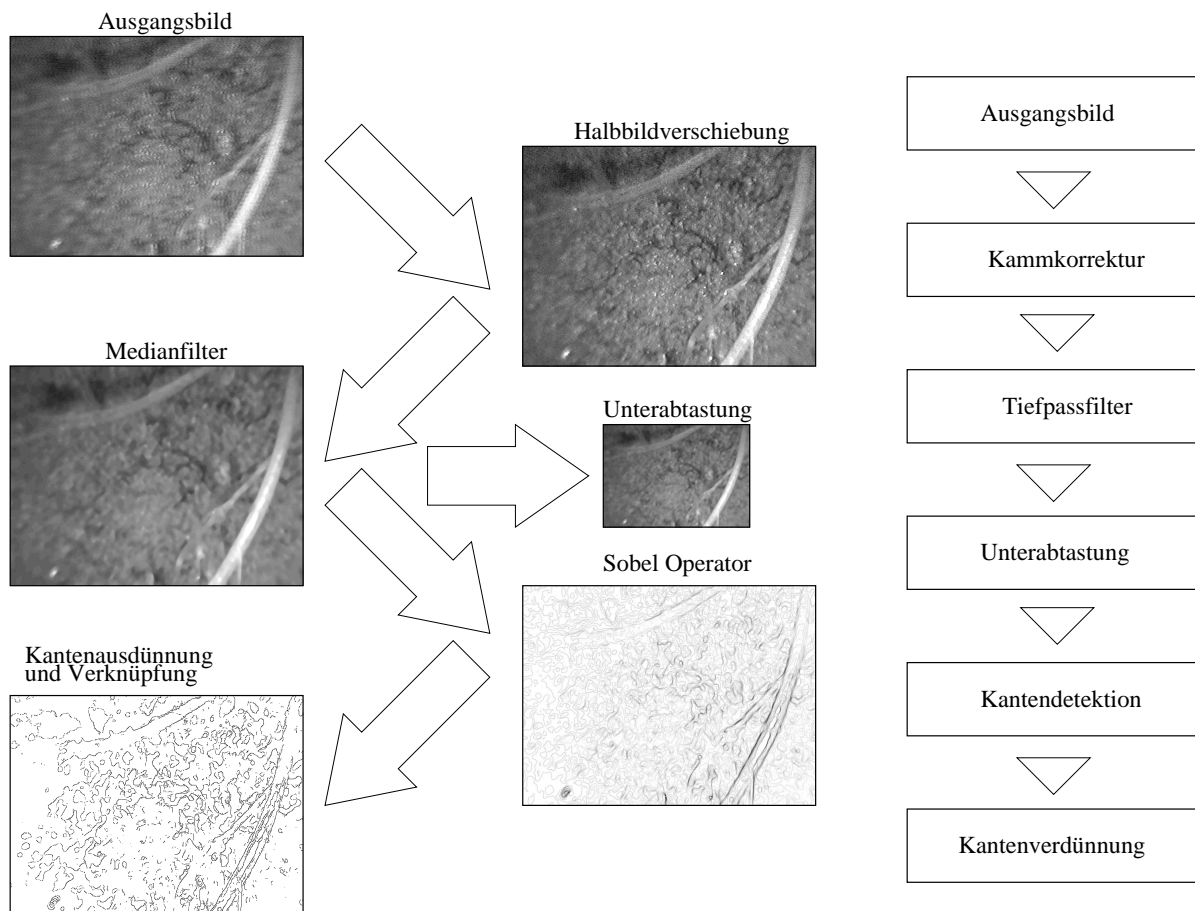 Ausgangsbild
Halbbildverschiebung
Medianfilter
Unterabtastung
Sobel Operator
Kantenausdünnung
und Verknüpfung
Ausgangsbild
Kammkorrektur
Tiefpassfilter
Unterabtastung
Kantendetektion
Kantenverdünnung